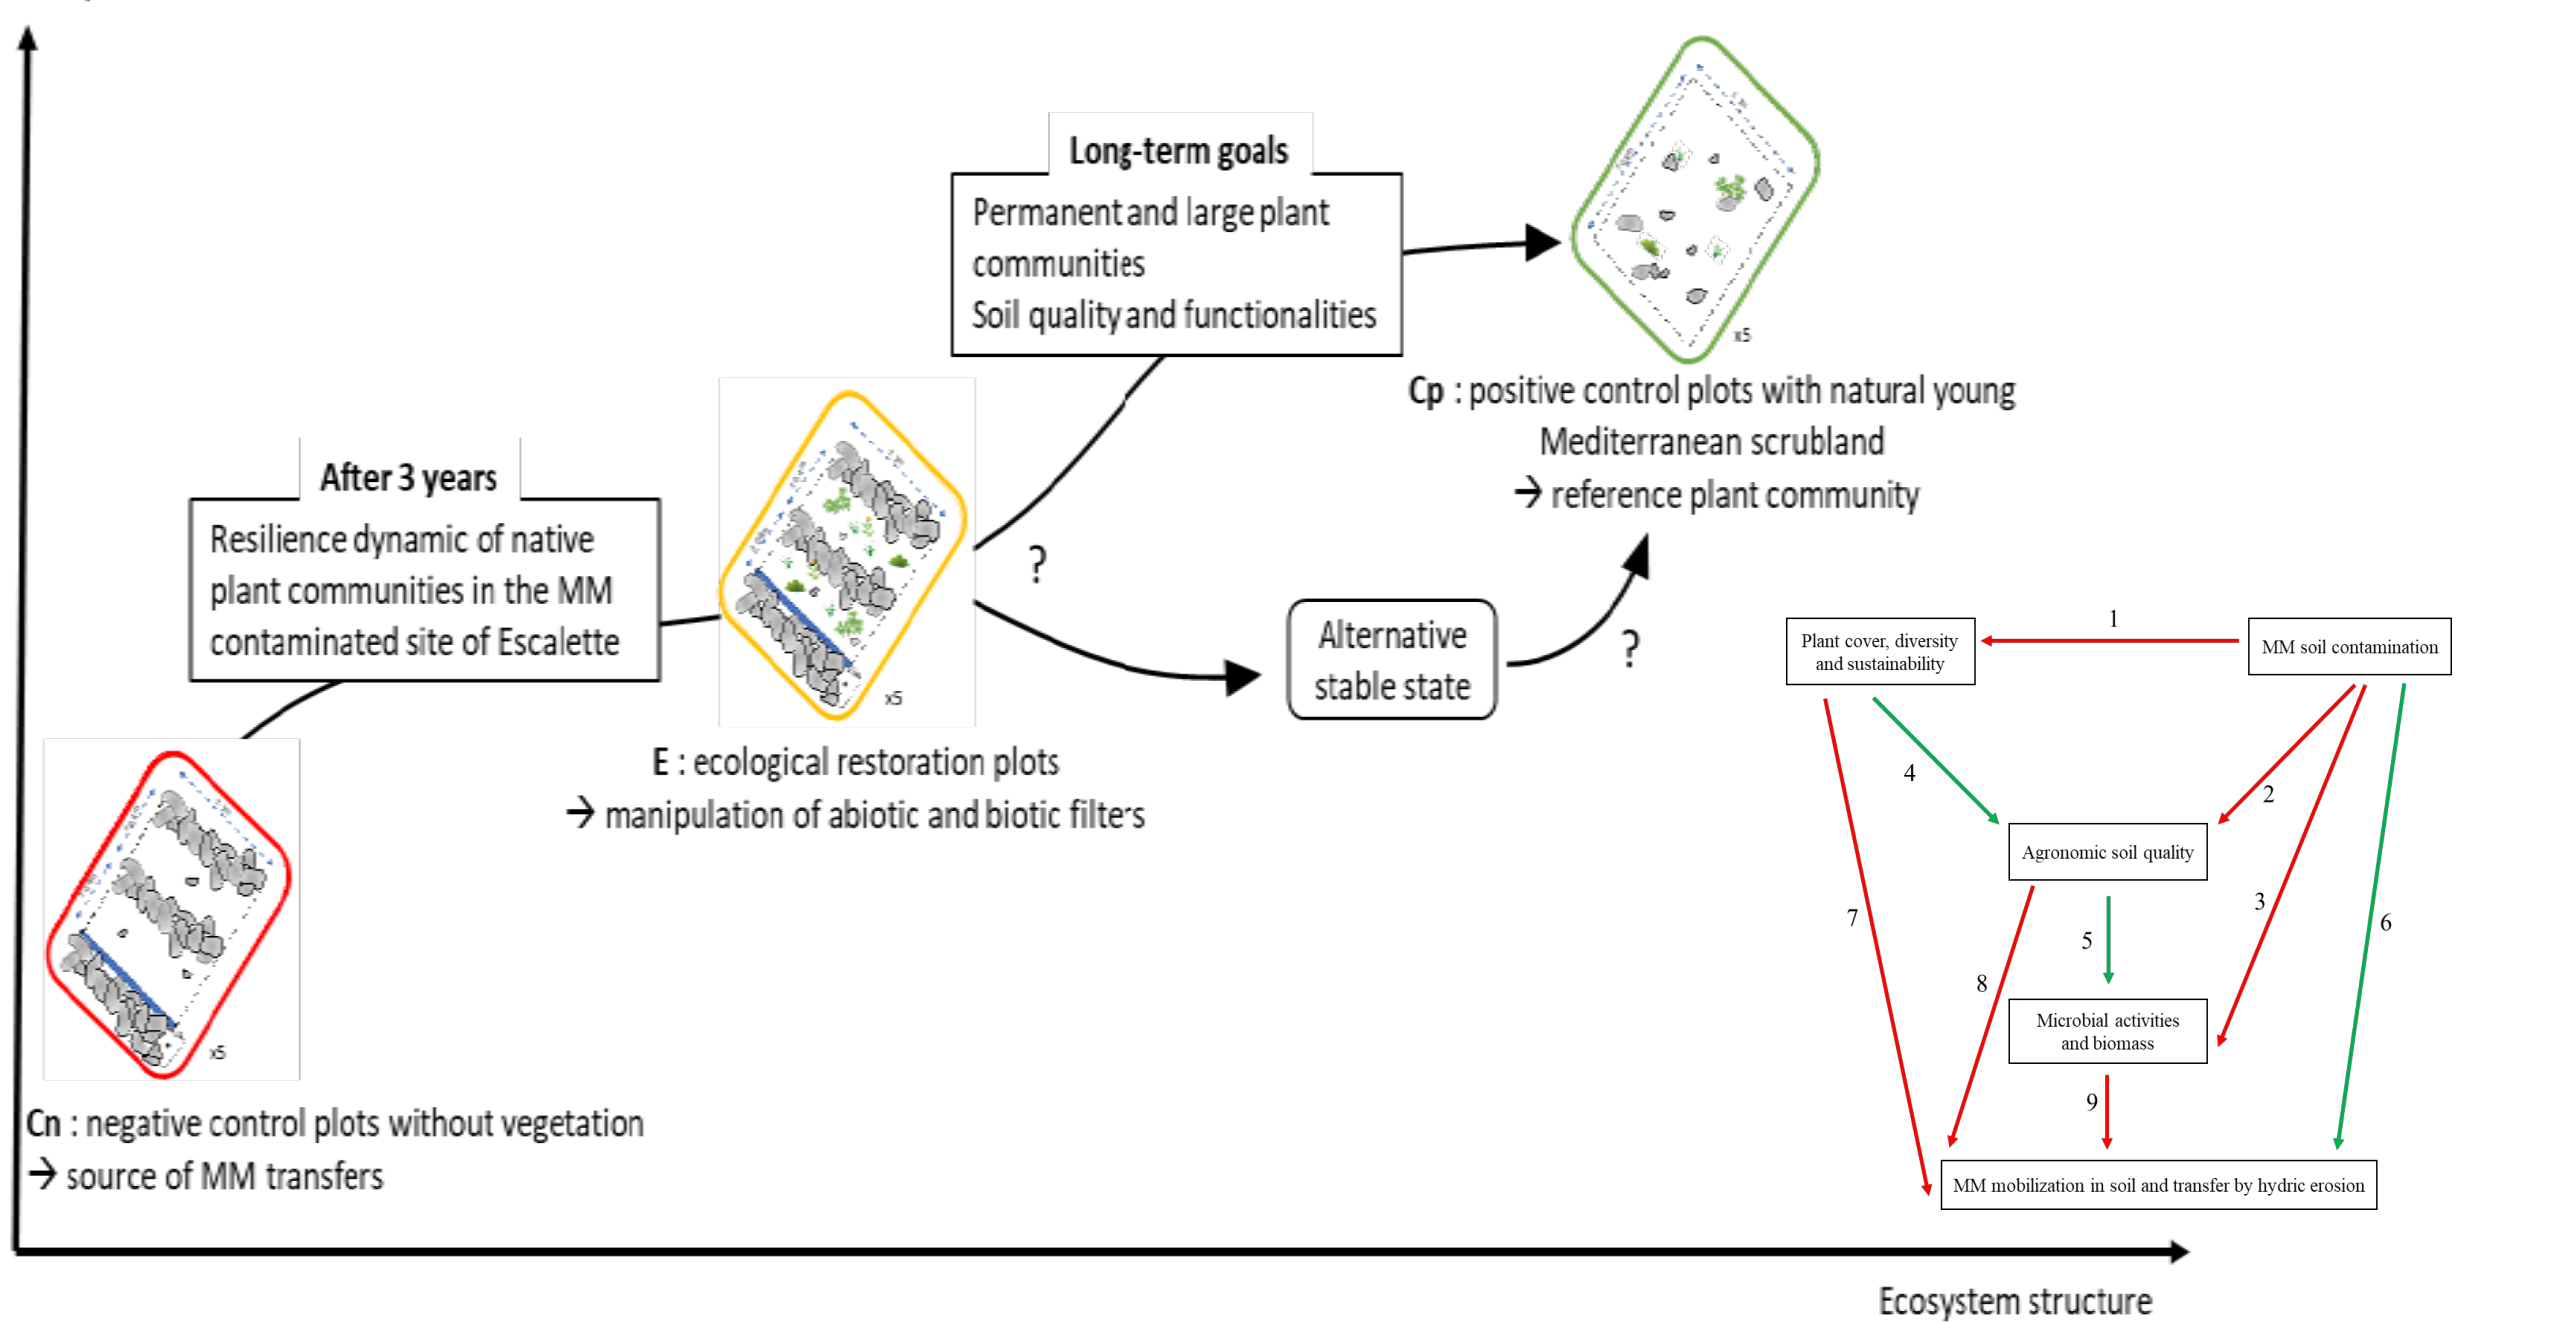 Long-term goals
Permanent and large plant
communities
Soil quality and functionalities
x5
Cp : positive control plots with natural young
Mediterranean scrubland
→ reference plant community
After 3 years
Resilience dynamic of native
plant communities in the MM
contaminated site of Escalette
x5
?
E : ecological restoration plots
→ manipulation of abiotic and biotic filters
Alternative
stable state
?
x5
Cn : negative control plots without vegetation
→ source of MM transfers
Plant cover, diversity
and sustainability
1
MM soil contamination
4
2
Agronomic soil quality
7
8
5
3
6
Microbial activities
and biomass
9
MM mobilization in soil and transfer by hydric erosion
Ecosystem structure